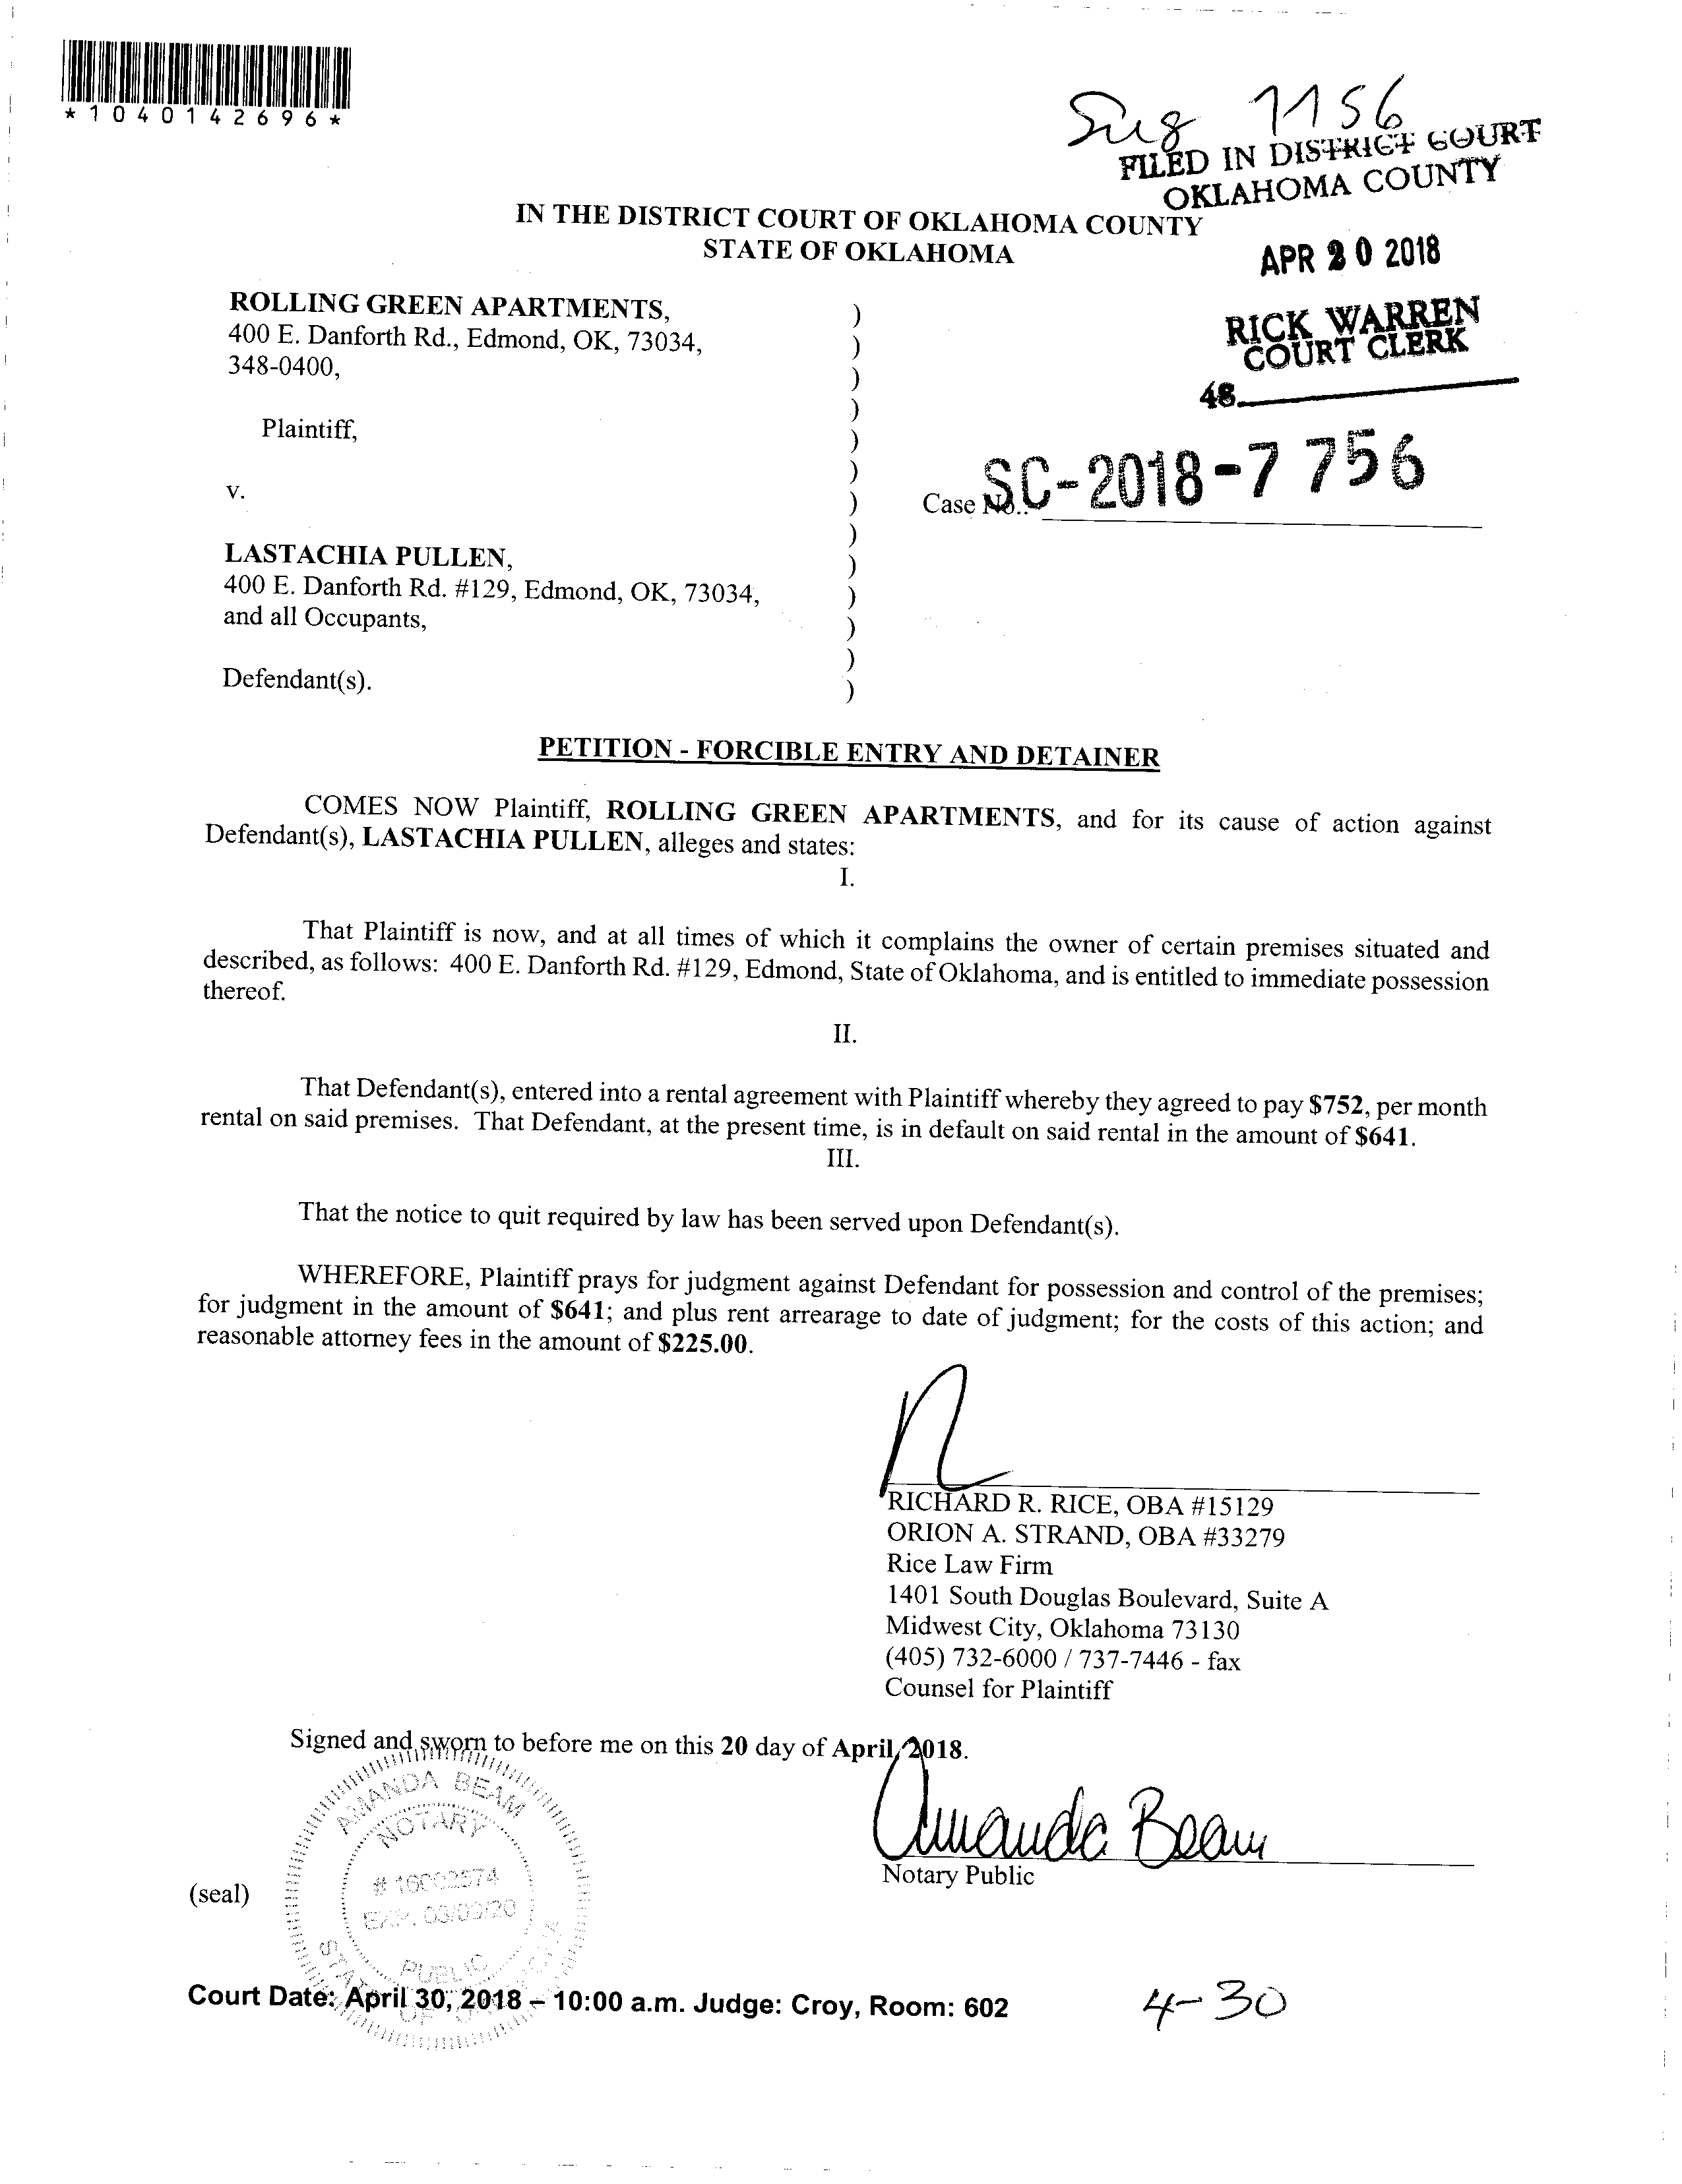 *1040142696*
7756
FILED IN DISTRICT COURT
OKLAHOMA COUNTY
IN THE DISTRICT COURT OF OKLAHOMA COUNTY
STATE OF OKLAHOMA
APR 20 2018
RICK WARREN
COURT CLERK
48
ROLLING GREEN APARTMENTS,
400 E. Danforth Rd., Edmond, OK, 73034,
348-0400,
Plaintiff,
v.
Case No.: SC-2018-7 756
LASTACHIA PULLEN,
400 E. Danforth Rd. #129, Edmond, OK, 73034,
and all Occupants,
Defendant(s).
)
)
)
)
)
)
)
)
)
)
)
)
)
PETITION - FORCIBLE ENTRY AND DETAINER
COMES NOW Plaintiff, ROLLING GREEN APARTMENTS, and for its cause of action against
Defendant(s), LASTACHIA PULLEN, alleges and states:
I.
That Plaintiff is now, and at all times of which it complains the owner of certain premises situated and
described, as follows: 400 E. Danforth Rd. #129, Edmond, State of Oklahoma, and is entitled to immediate possession
thereof.
II.
That Defendant(s), entered into a rental agreement with Plaintiff whereby they agreed to pay $752, per month
rental on said premises. That Defendant, at the present time, is in default on said rental in the amount of $641.
III.
That the notice to quit required by law has been served upon Defendant(s).
WHEREFORE, Plaintiff prays for judgment against Defendant for possession and control of the premises;
for judgment in the amount of $641; and plus rent arrearage to date of judgment; for the costs of this action; and
reasonable attorney fees in the amount of $225.00.
RICHARD R. RICE, OBA #15129
ORION A. STRAND, OBA #33279
Rice Law Firm
1401 South Douglas Boulevard, Suite A
Midwest City, Oklahoma 73130
(405) 732-6000 / 737-7446 - fax
Counsel for Plaintiff
Signed and sworn to before me on this 20 day of April, 2018.
Amanda Beam
Notary Public
(seal)
AMANDA BEAM
NOTARY
# 16002574
EXP. 03/03/20
PUBLIC
STATE OF
Court Date: April 30, 2018 – 10:00 a.m. Judge: Croy, Room: 602
4-30